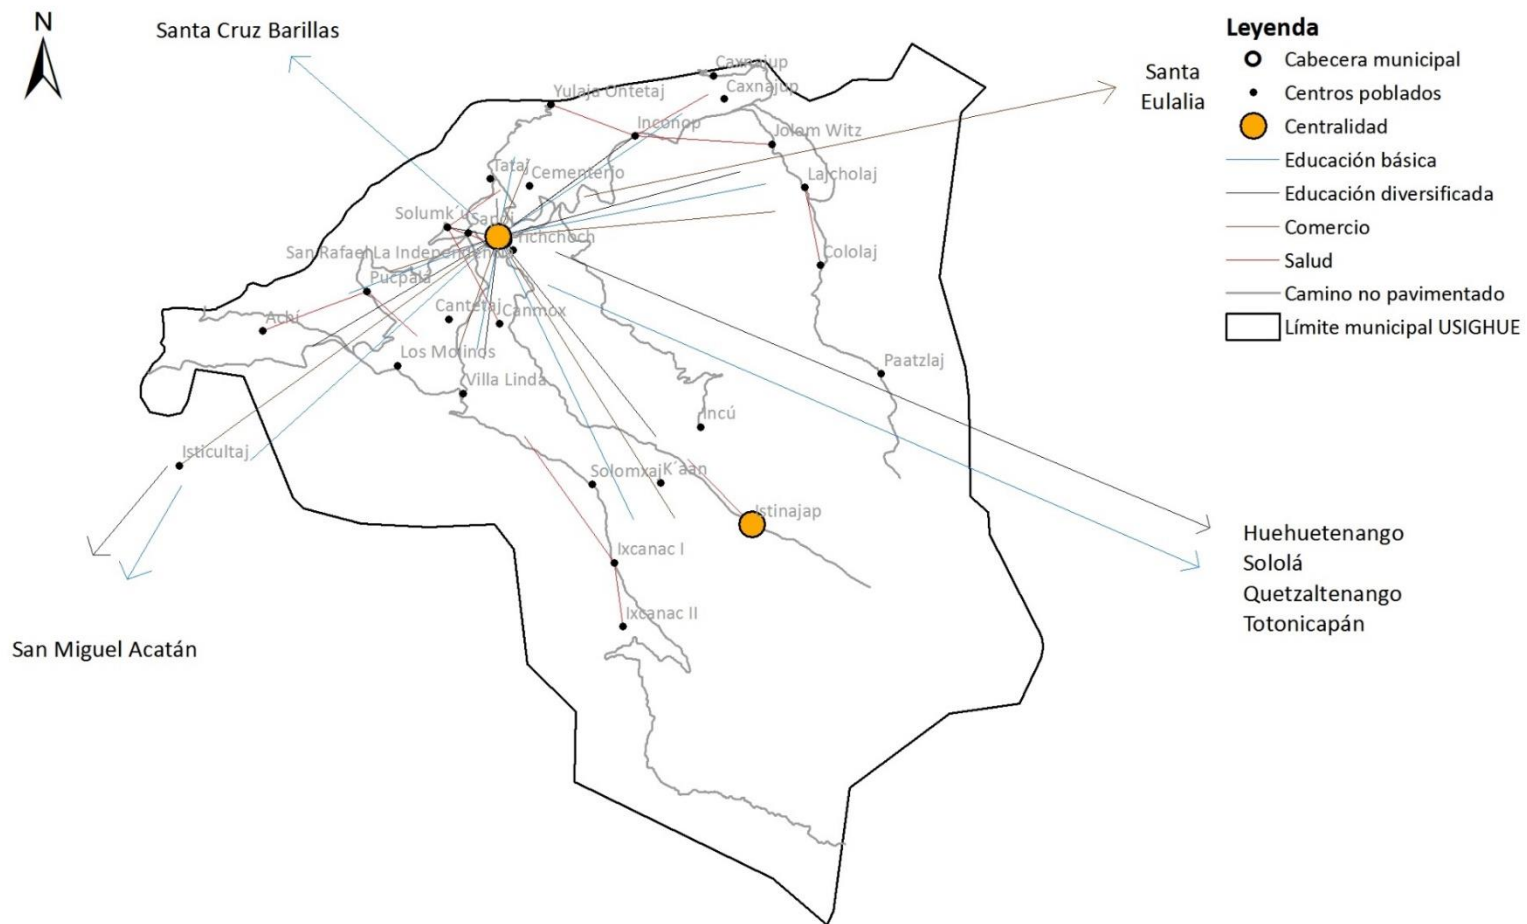 N
Santa Cruz Barillas
Santa
Eulalia
Leyenda
Cabecera municipal
Centros poblados
Centralidad
Educación básica
Educación diversificada
Comercio
Salud
Camino no pavimentado
Límite municipal USIGHUE
Caxnajup
Caxnajup
Yulaja Ontetaj
Inconop
Jolom Witz
Tataj
Cementerio
Lajcholaj
Solumk´u
San Rafael La Independencia
Pucpalá
Cololaj
Achí
Cantetaj
Canmox
Los Molinos
Villa Linda
Paatzlaj
Incú
Isticultaj
Solomxaj
K´aan
Istinajap
Ixcanac I
Ixcanac II
Huehuetenango
Sololá
Quetzaltenango
Totonicapán
San Miguel Acatán